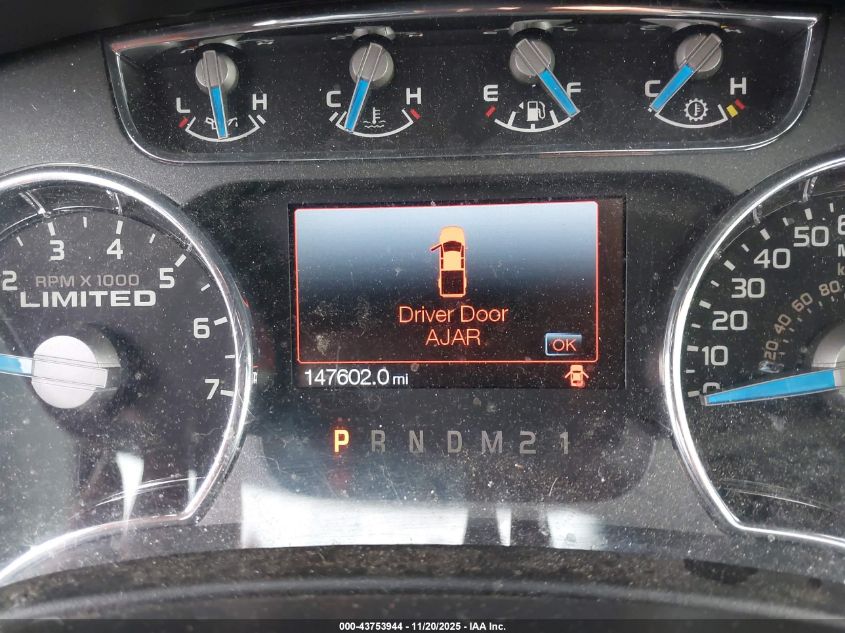 L H C H E F C H
2 3 4 5 6 7
RPM X 1000
LIMITED
Driver Door
AJAR
OK
147602.0 mi
P R N D M 2 1
0 10 20 30 40 50
20 40 60 80
000-43753944 - 11/20/2025 - IAA Inc.